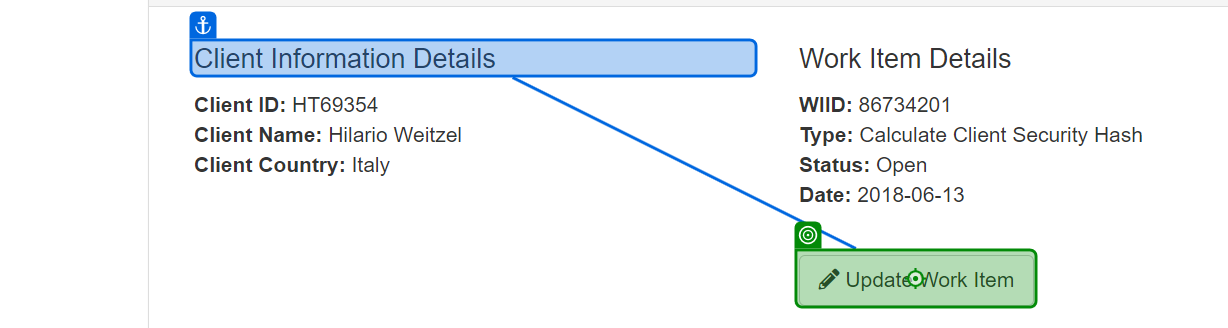 Client Information Details
Client ID: HT69354
Client Name: Hilario Weitzel
Client Country: Italy
Work Item Details
WIID: 86734201
Type: Calculate Client Security Hash
Status: Open
Date: 2018-06-13
Update Work Item